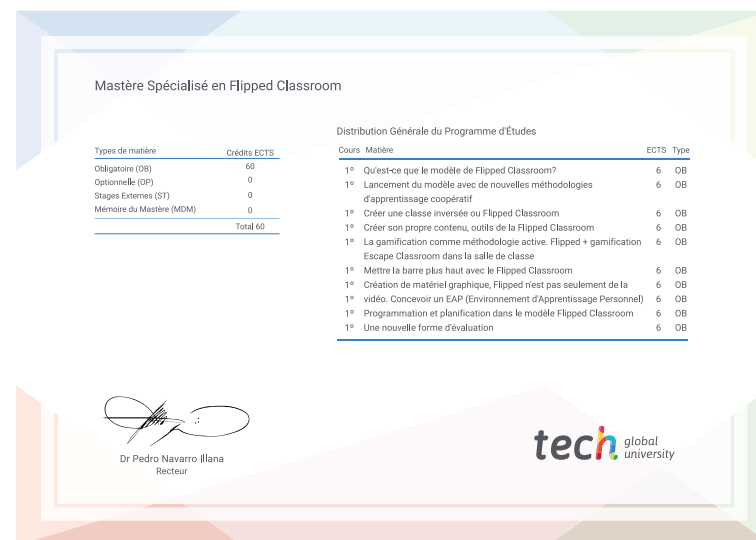 Mastère Spécialisé en Flipped Classroom
Types de matière Crédits ECTS
Obligatoire (OB) 60
Optionnelle (OP) 0
Stages Externes (ST) 0
Mémoire du Mastère (MDM) 0
Total 60
Distribution Générale du Programme d'Études
Cours Matière ECTS Type
1º Qu'est-ce que le modèle de Flipped Classroom? 6 OB
1º Lancement du modèle avec de nouvelles méthodologies 6 OB
d'apprentissage coopératif
1º Créer une classe inversée ou Flipped Classroom 6 OB
1º Créer son propre contenu, outils de la Flipped Classroom 6 OB
1º La gamification comme méthodologie active. Flipped + gamification 6 OB
Escape Classroom dans la salle de classe
1º Mettre la barre plus haut avec le Flipped Classroom 6 OB
1º Création de matériel graphique, Flipped n'est pas seulement de la 6 OB
1º vidéo. Concevoir un EAP (Environnement d'Apprentissage Personnel) 6 OB
1º Programmation et planification dans le modèle Flipped Classroom 6 OB
1º Une nouvelle forme d'évaluation 6 OB
Dr Pedro Navarro Illana
Recteur
tech global
university